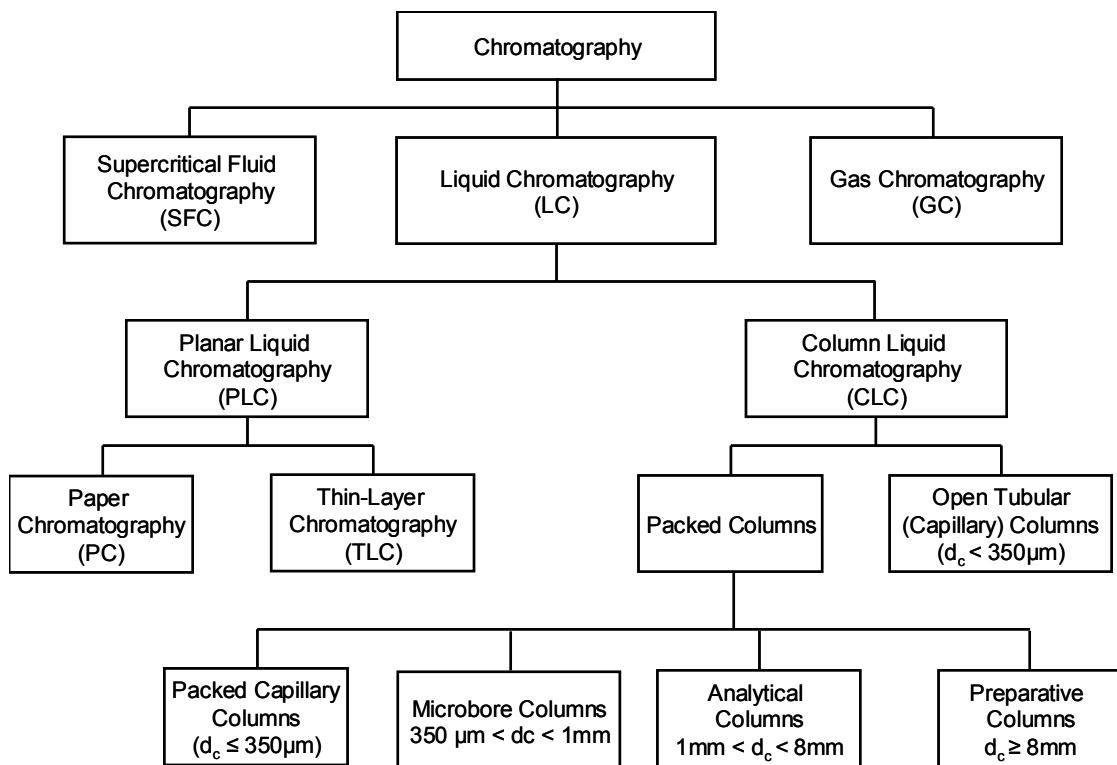 Chromatography
Supercritical Fluid
Chromatography
(SFC)
Liquid Chromatography
(LC)
Gas Chromatography
(GC)
Planar Liquid
Chromatography
(PLC)
Column Liquid
Chromatography
(CLC)
Paper
Chromatography
(PC)
Thin-Layer
Chromatography
(TLC)
Packed Columns
Open Tubular
(Capillary) Columns
(dc < 350µm)
Packed Capillary
Columns
(dc ≤ 350µm)
Microbore Columns
350 µm < dc < 1mm
Analytical
Columns
1mm < dc < 8mm
Preparative
Columns
dc ≥ 8mm